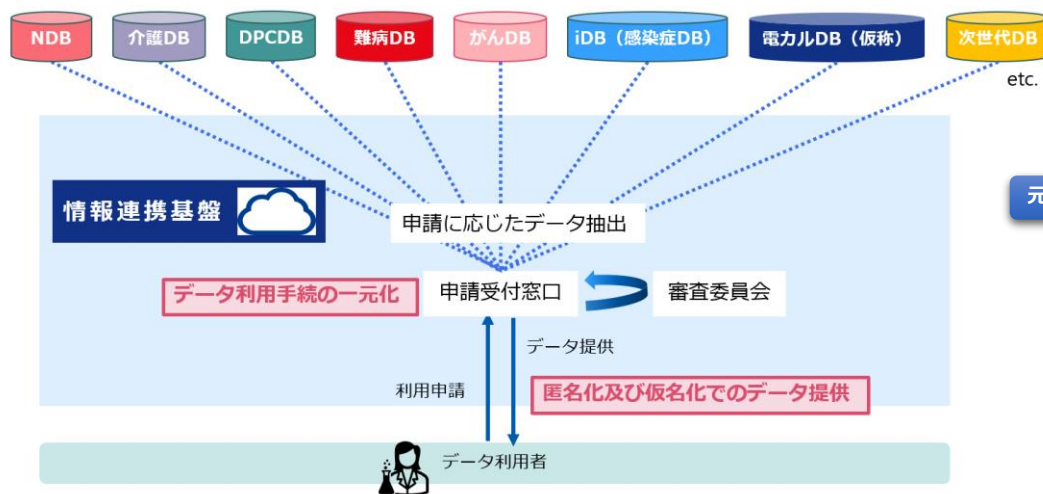 NDB
介護DB
DPCDB
難病DB
がんDB
iDB（感染症DB）
電カルDB（仮称）
次世代DB
etc.
情報連携基盤
元
申請に応じたデータ抽出
データ利用手続の一元化
申請受付窓口
審査委員会
データ提供
利用申請
匿名化及び仮名化でのデータ提供
データ利用者